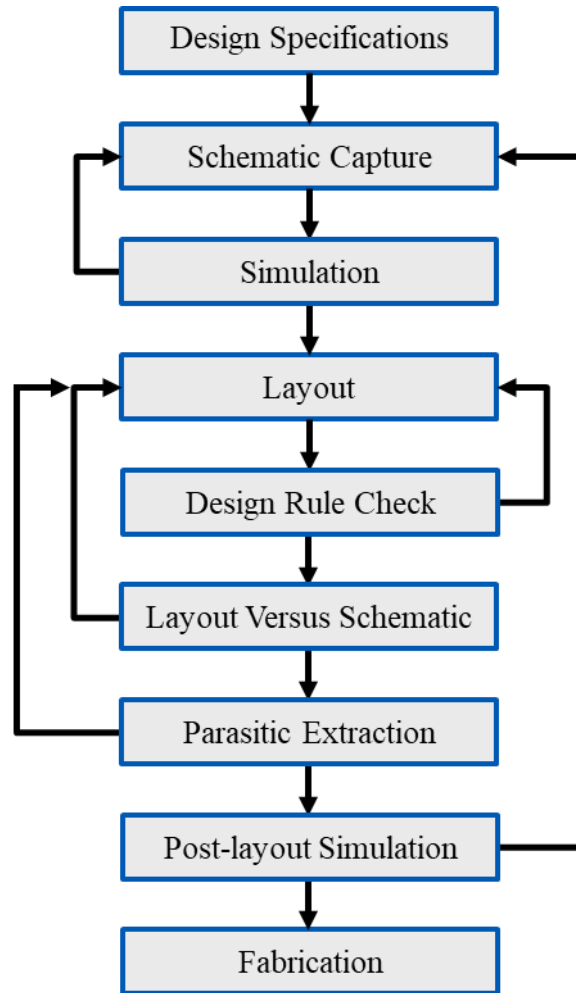 Design Specifications
Schematic Capture
Simulation
Layout
Design Rule Check
Layout Versus Schematic
Parasitic Extraction
Post-layout Simulation
Fabrication